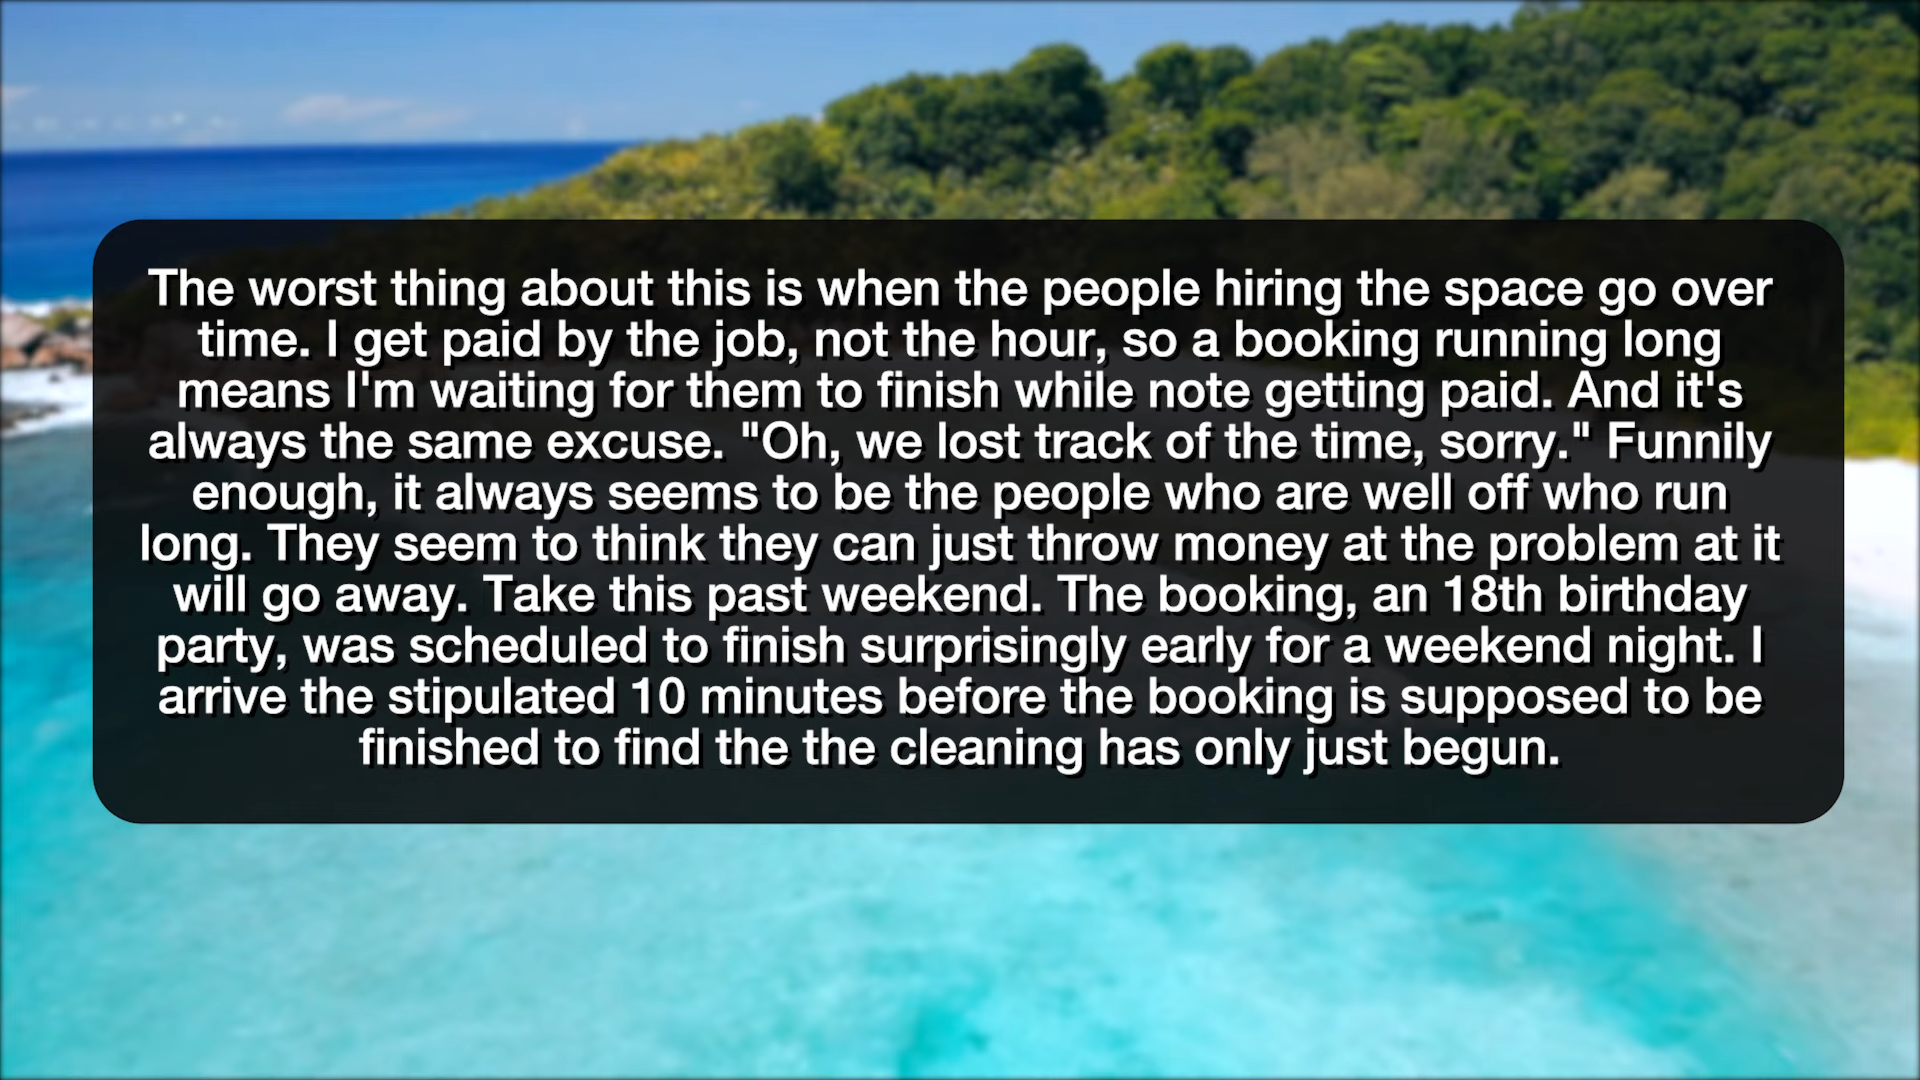 The worst thing about this is when the people hiring the space go over
time. I get paid by the job, not the hour, so a booking running long
means I'm waiting for them to finish while note getting paid. And it's
always the same excuse. "Oh, we lost track of the time, sorry." Funnily
enough, it always seems to be the people who are well off who run
long. They seem to think they can just throw money at the problem at it
will go away. Take this past weekend. The booking, an 18th birthday
party, was scheduled to finish surprisingly early for a weekend night. I
arrive the stipulated 10 minutes before the booking is supposed to be
finished to find the the cleaning has only just begun.